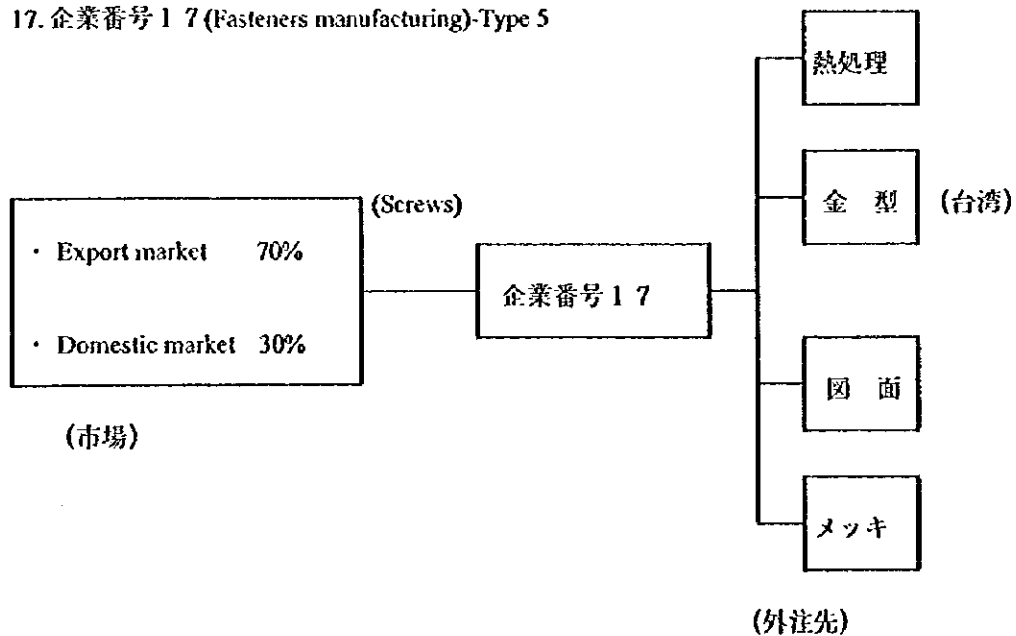 17. 企業番号１７(Fasteners manufacturing)-Type 5
熱処理
(Screws)
金 型 (台湾)
・ Export market 70%
企業番号１７
・ Domestic market 30%
図 面
(市場)
メッキ
(外注先)